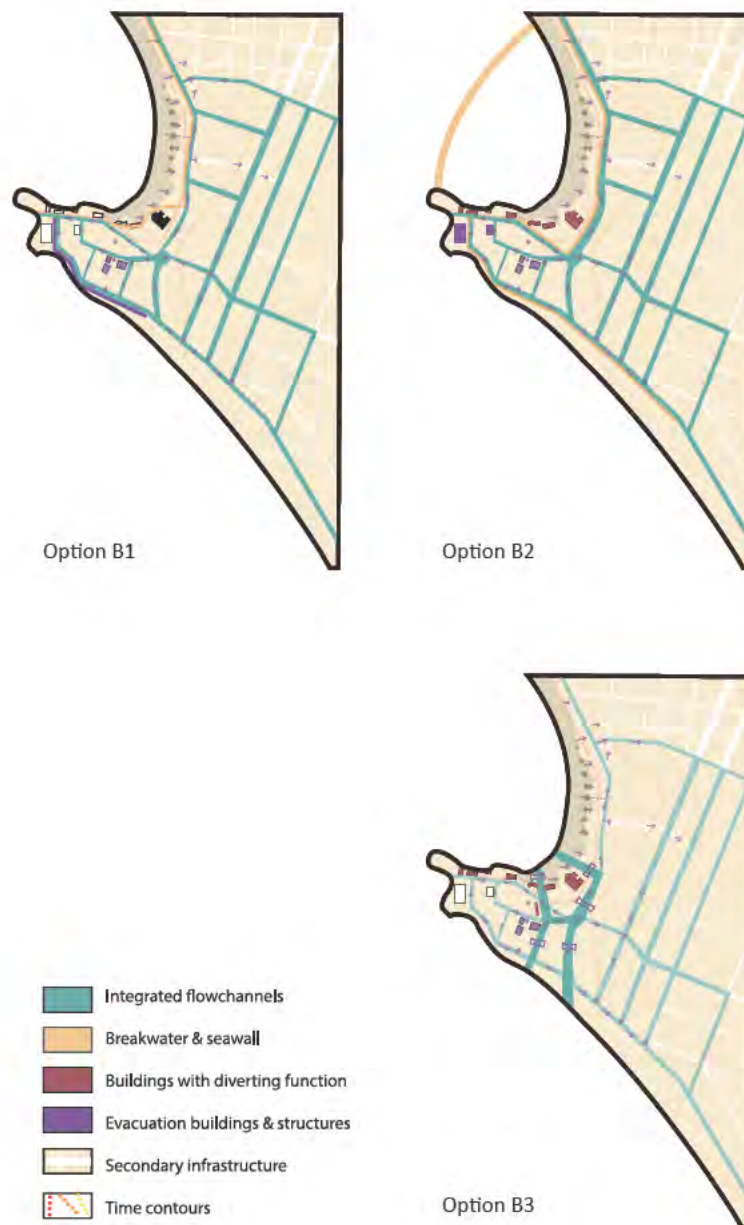 Option B1
Option B2
Integrated flowchannels
Breakwater & seawall
Buildings with diverting function
Evacuation buildings & structures
Secondary infrastructure
Time contours
Option B3